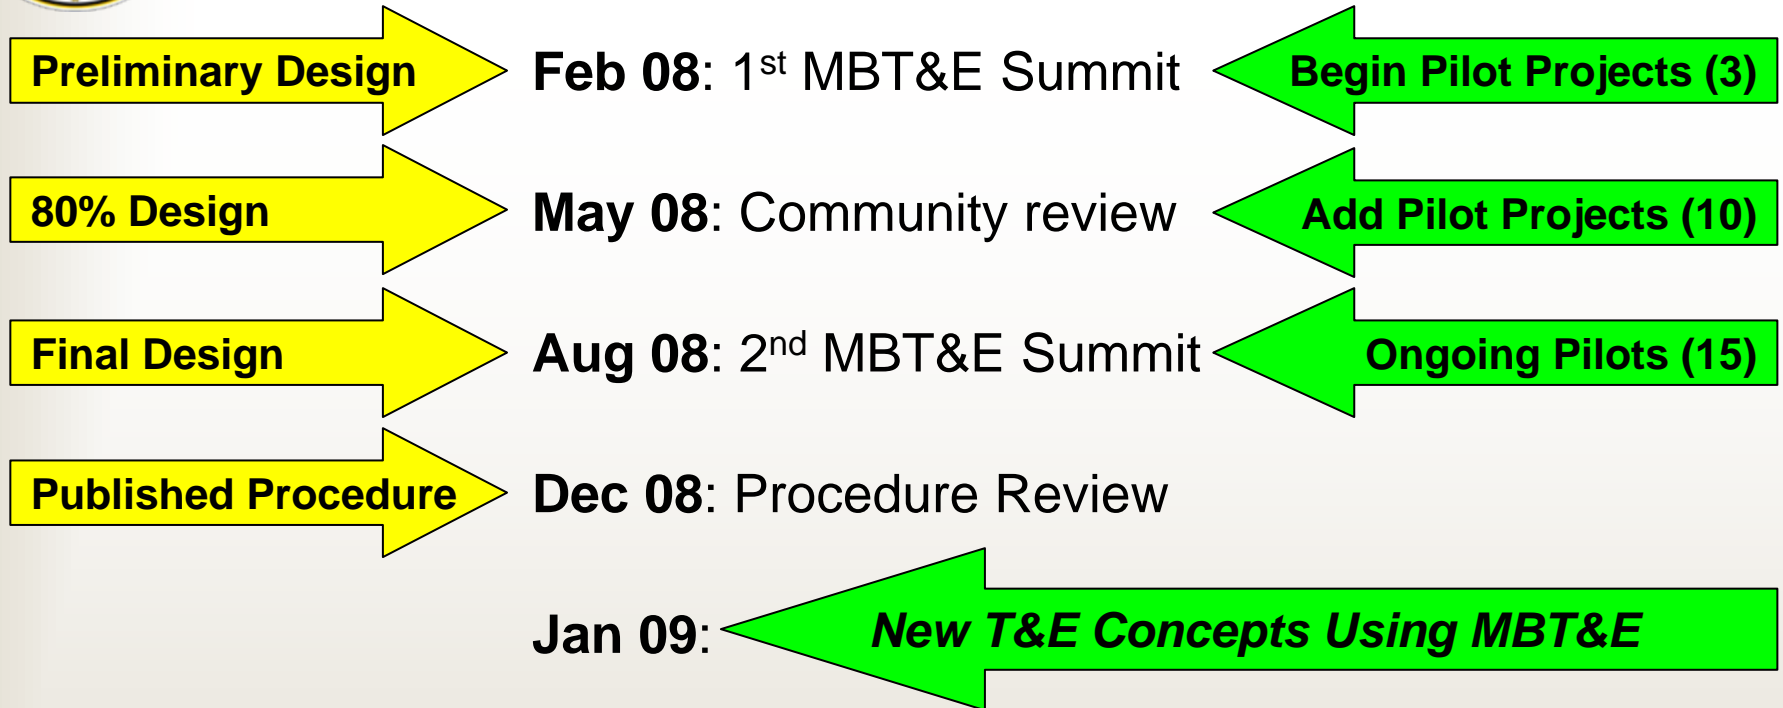 Preliminary Design Feb 08: 1st MBT&E Summit Begin Pilot Projects (3)
80% Design May 08: Community review Add Pilot Projects (10)
Final Design Aug 08: 2nd MBT&E Summit Ongoing Pilots (15)
Published Procedure Dec 08: Procedure Review
Jan 09: New T&E Concepts Using MBT&E